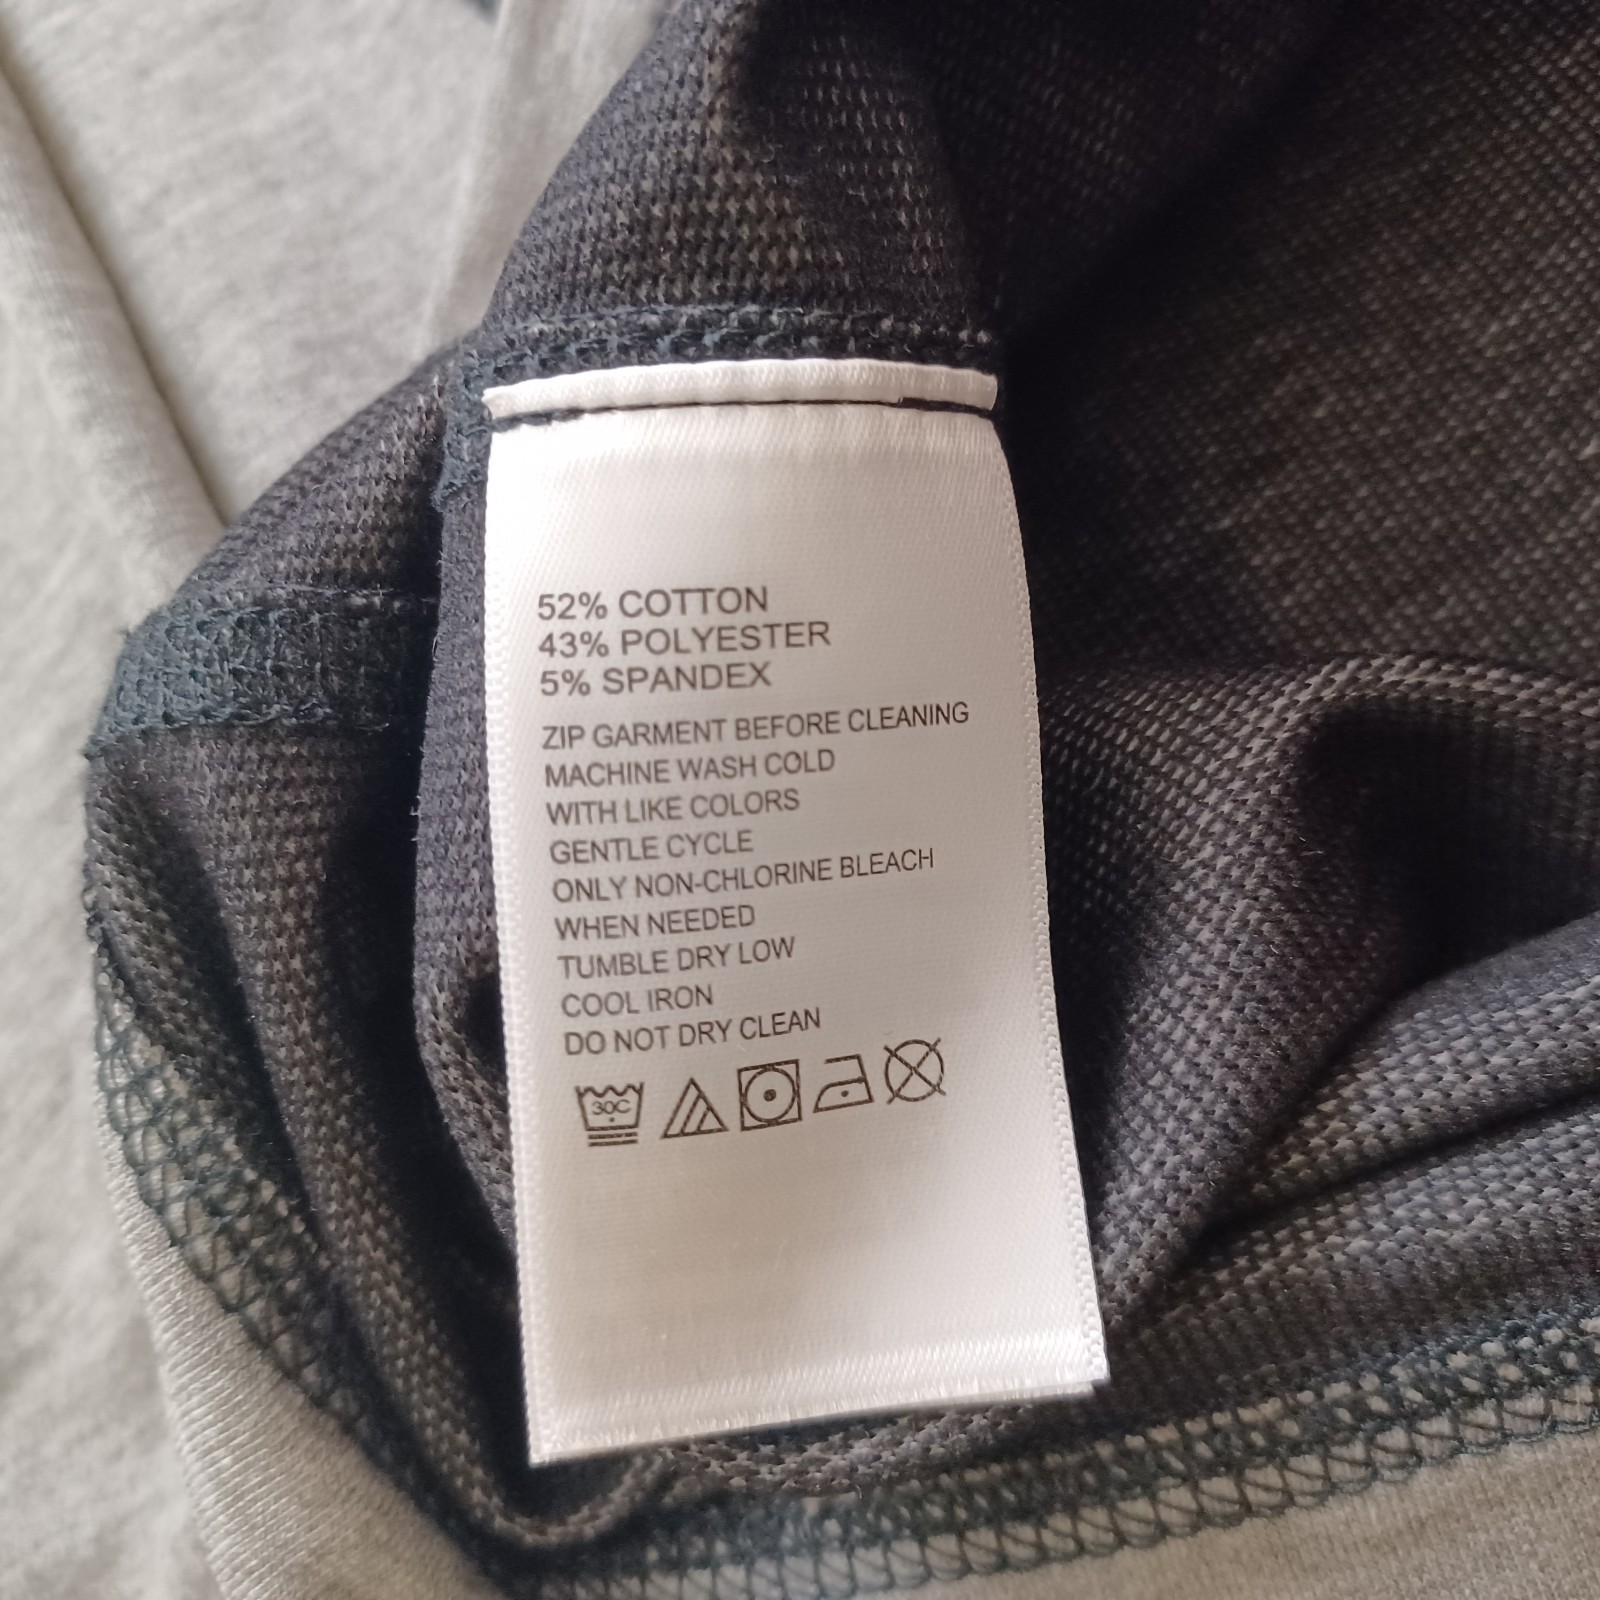 52% COTTON
43% POLYESTER
5% SPANDEX
ZIP GARMENT BEFORE CLEANING
MACHINE WASH COLD
WITH LIKE COLORS
GENTLE CYCLE
ONLY NON-CHLORINE BLEACH
WHEN NEEDED
TUMBLE DRY LOW
COOL IRON
DO NOT DRY CLEAN
30C